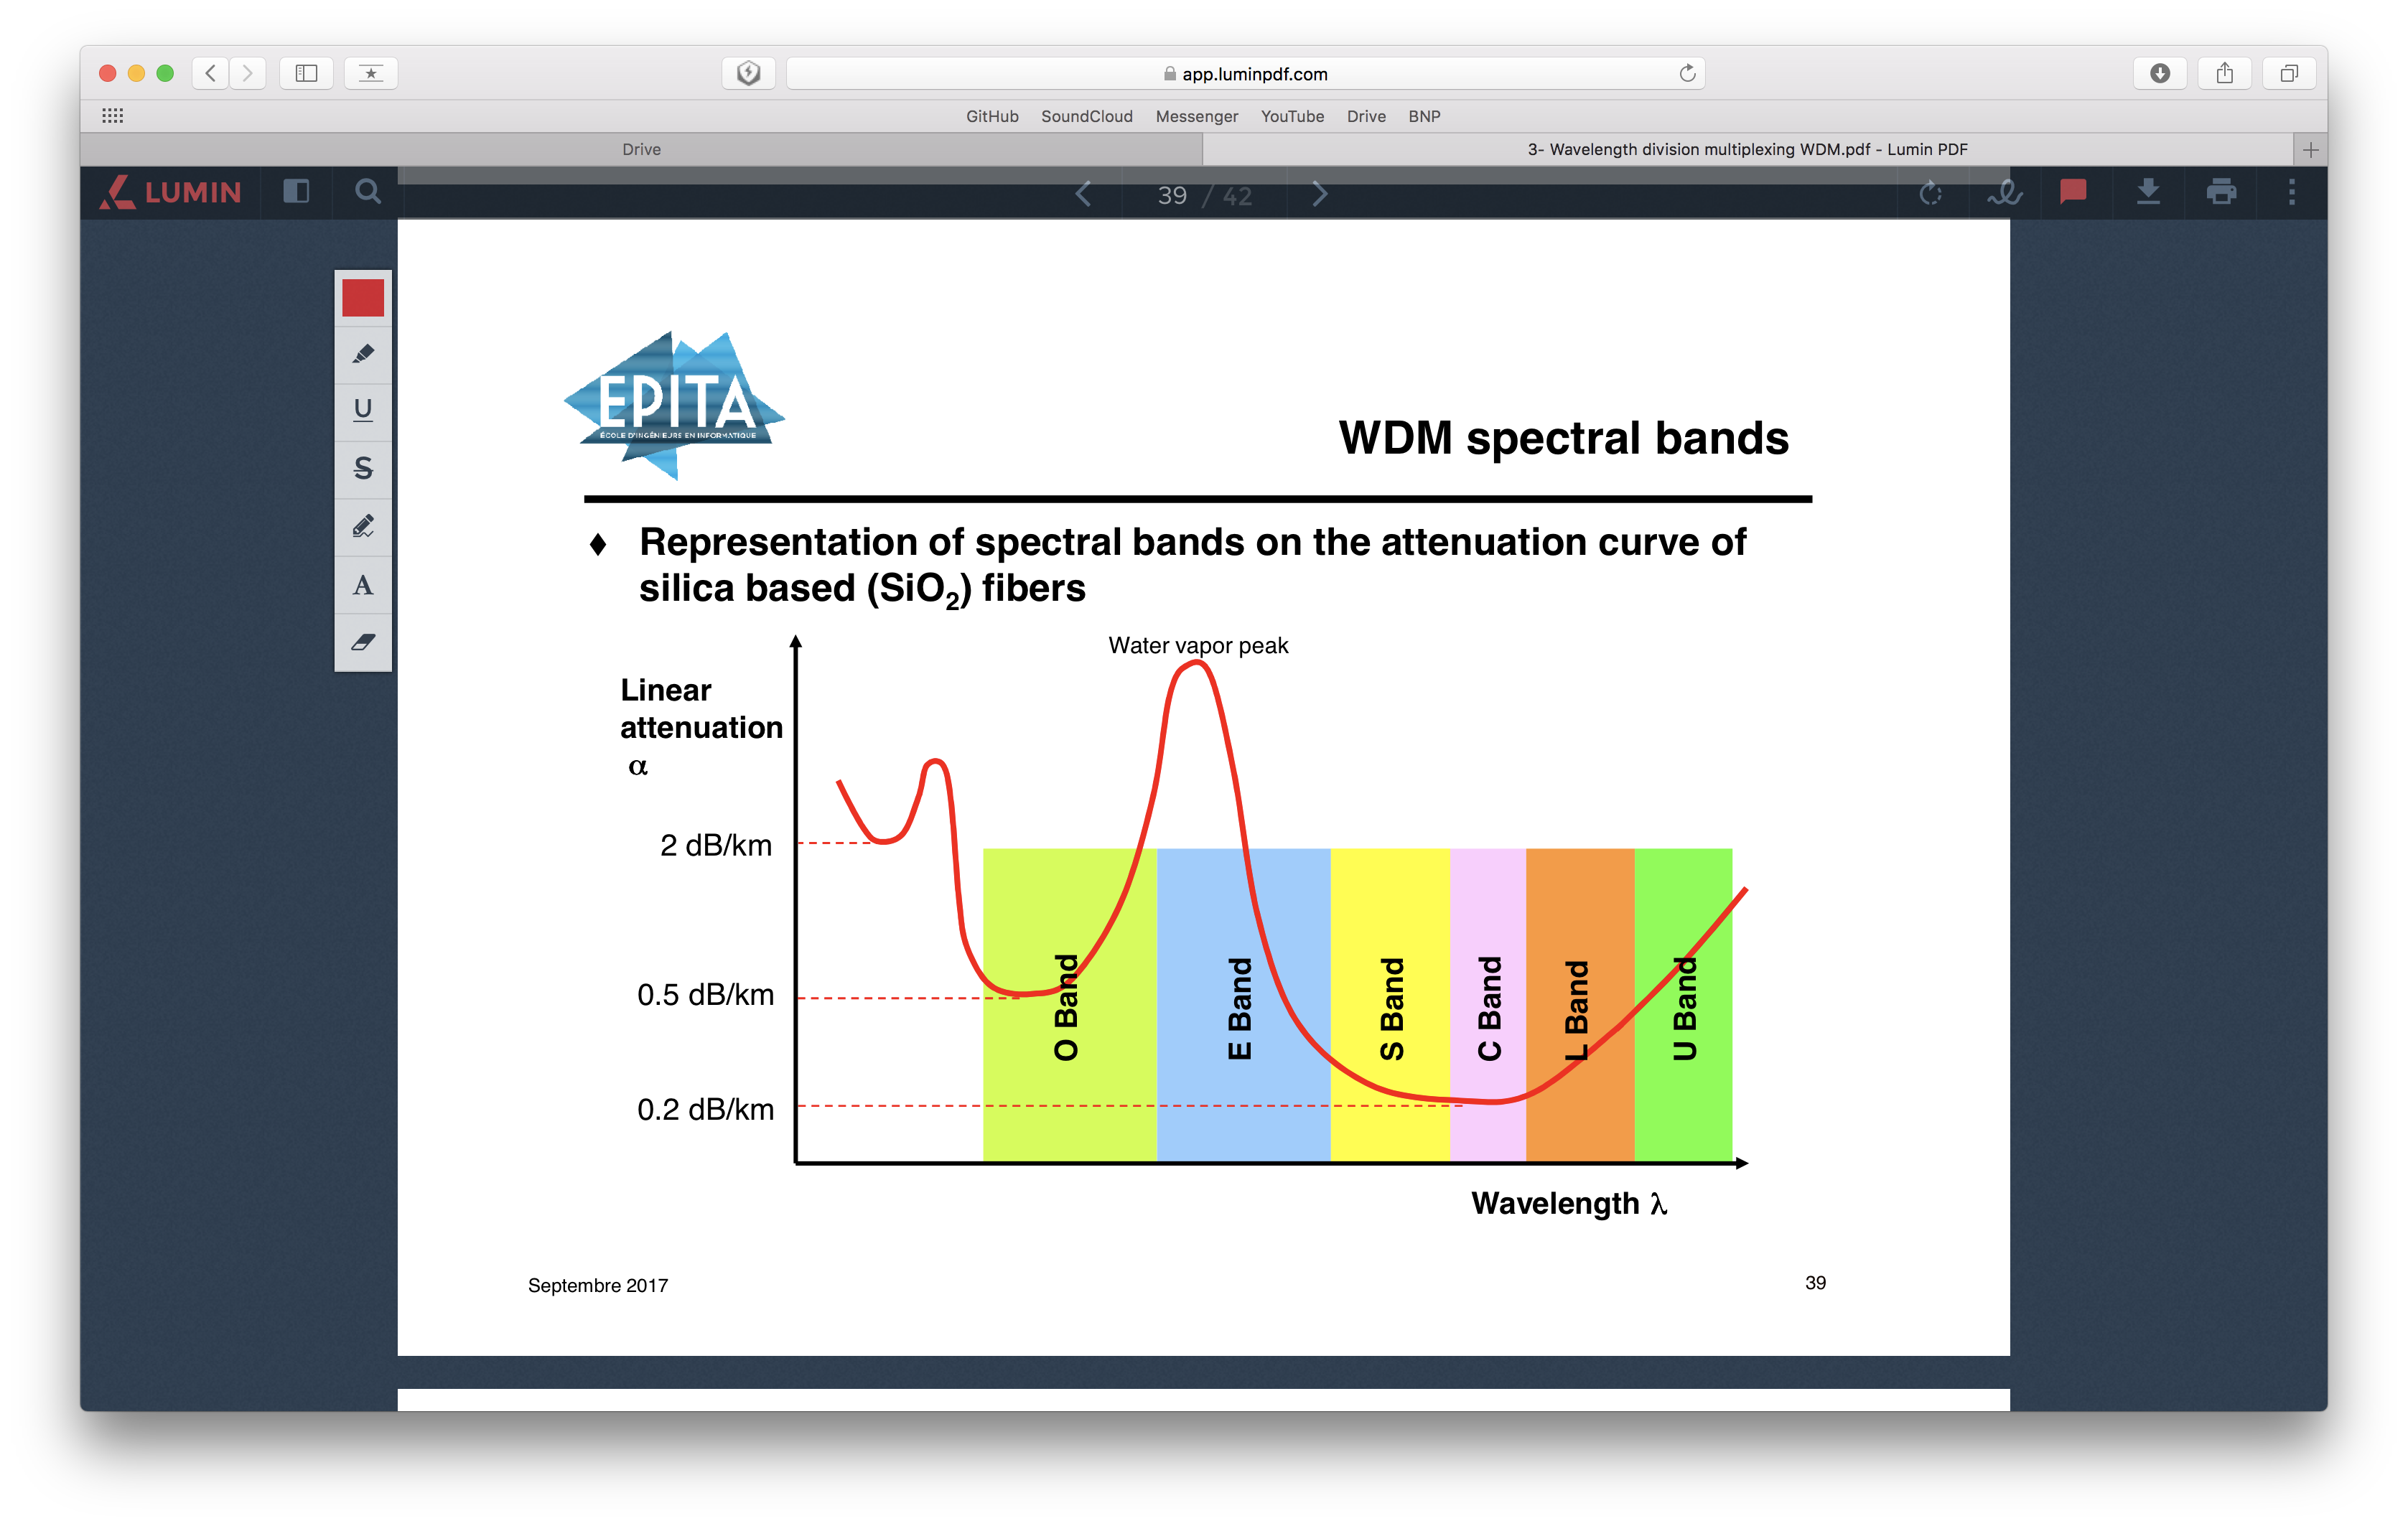 app.luminpdf.com
GitHub SoundCloud Messenger YouTube Drive BNP
Drive
3- Wavelength division multiplexing WDM.pdf - Lumin PDF
LUMIN
39 / 42
U
S
A
EPITA
ÉCOLE D'INGÉNIEURS EN INFORMATIQUE
WDM spectral bands
♦ Representation of spectral bands on the attenuation curve of
silica based (SiO₂) fibers
Water vapor peak
Linear
attenuation
α
2 dB/km
0.5 dB/km
0.2 dB/km
O Band
E Band
S Band
C Band
L Band
U Band
Wavelength λ
Septembre 2017
39